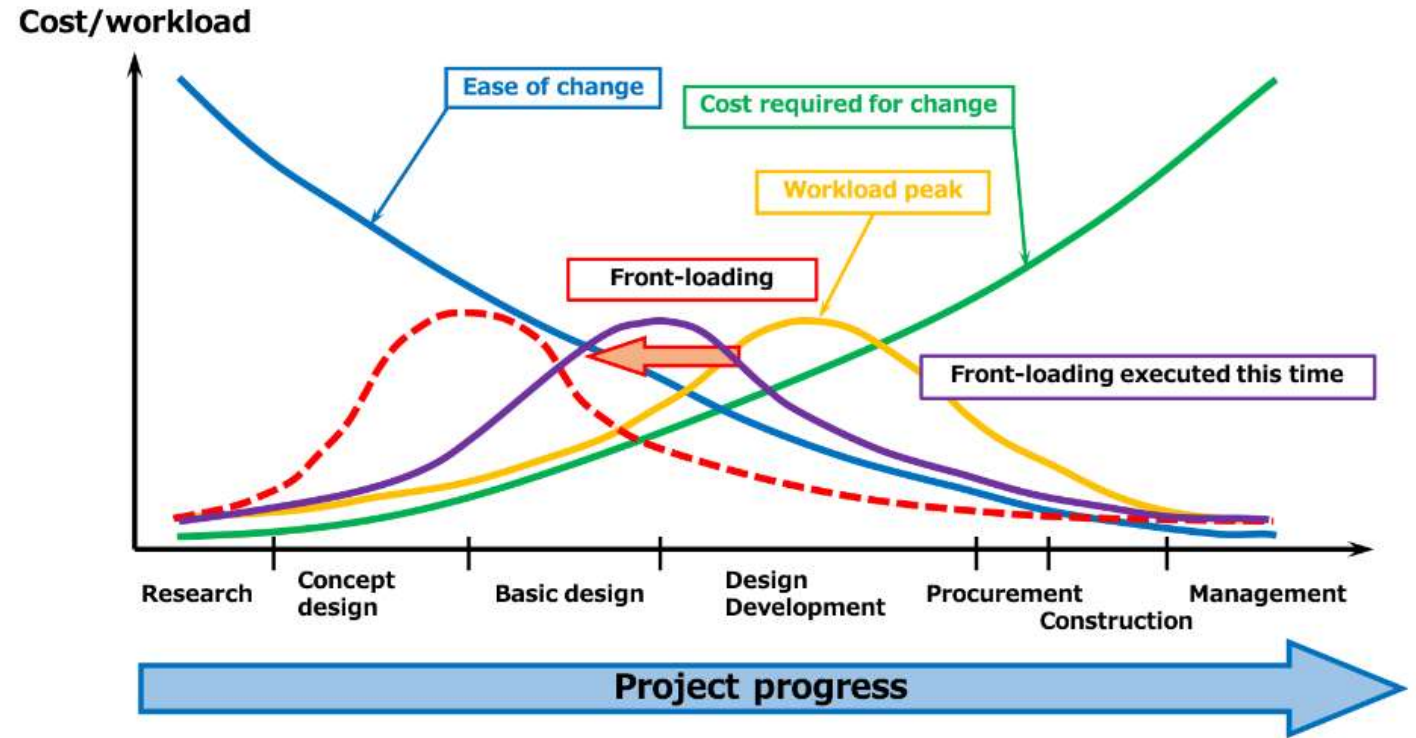 Cost/workload
Ease of change
Cost required for change
Workload peak
Front-loading
Front-loading executed this time
Research
Concept
design
Basic design
Design
Development
Procurement
Construction
Management
Project progress